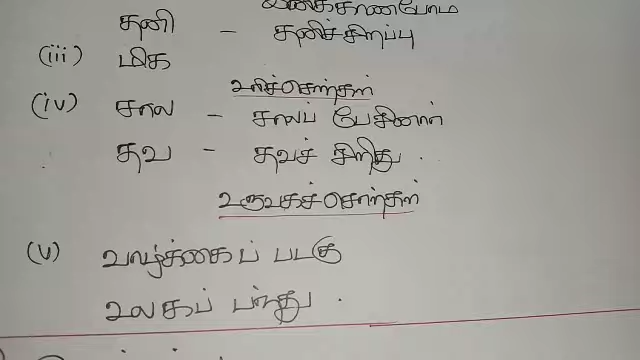 தனி – தனிச்சிறப்பு
(iii) மிக
உரிச்சொற்கள்
(iv) சால – சாலப் பேசினாள்
தவ – தவச் சிறிது.
உருவகச் சொற்கள்
(v) வாழ்க்கைப் படகு
உலகப் பந்து.